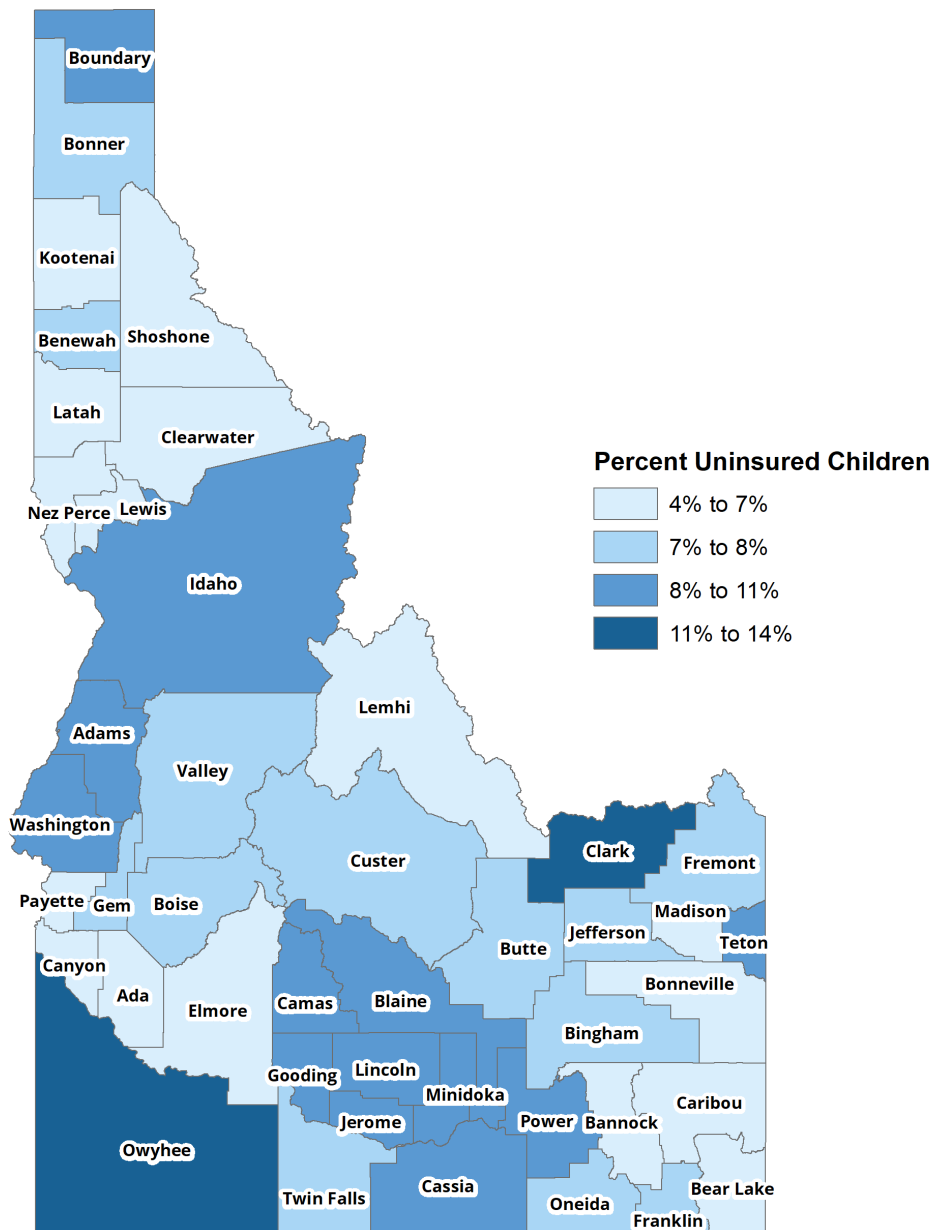 Boundary
Bonner
Kootenai
Benewah
Shoshone
Latah
Clearwater
Percent Uninsured Children
4% to 7%
Nez Perce
Lewis
7% to 8%
Idaho
8% to 11%
11% to 14%
Lemhi
Adams
Valley
Washington
Custer
Clark
Fremont
Payette
Gem
Boise
Madison
Jefferson
Teton
Butte
Canyon
Bonneville
Ada
Elmore
Camas
Blaine
Bingham
Gooding
Lincoln
Minidoka
Caribou
Jerome
Power
Bannock
Owyhee
Cassia
Bear Lake
Twin Falls
Oneida
Franklin